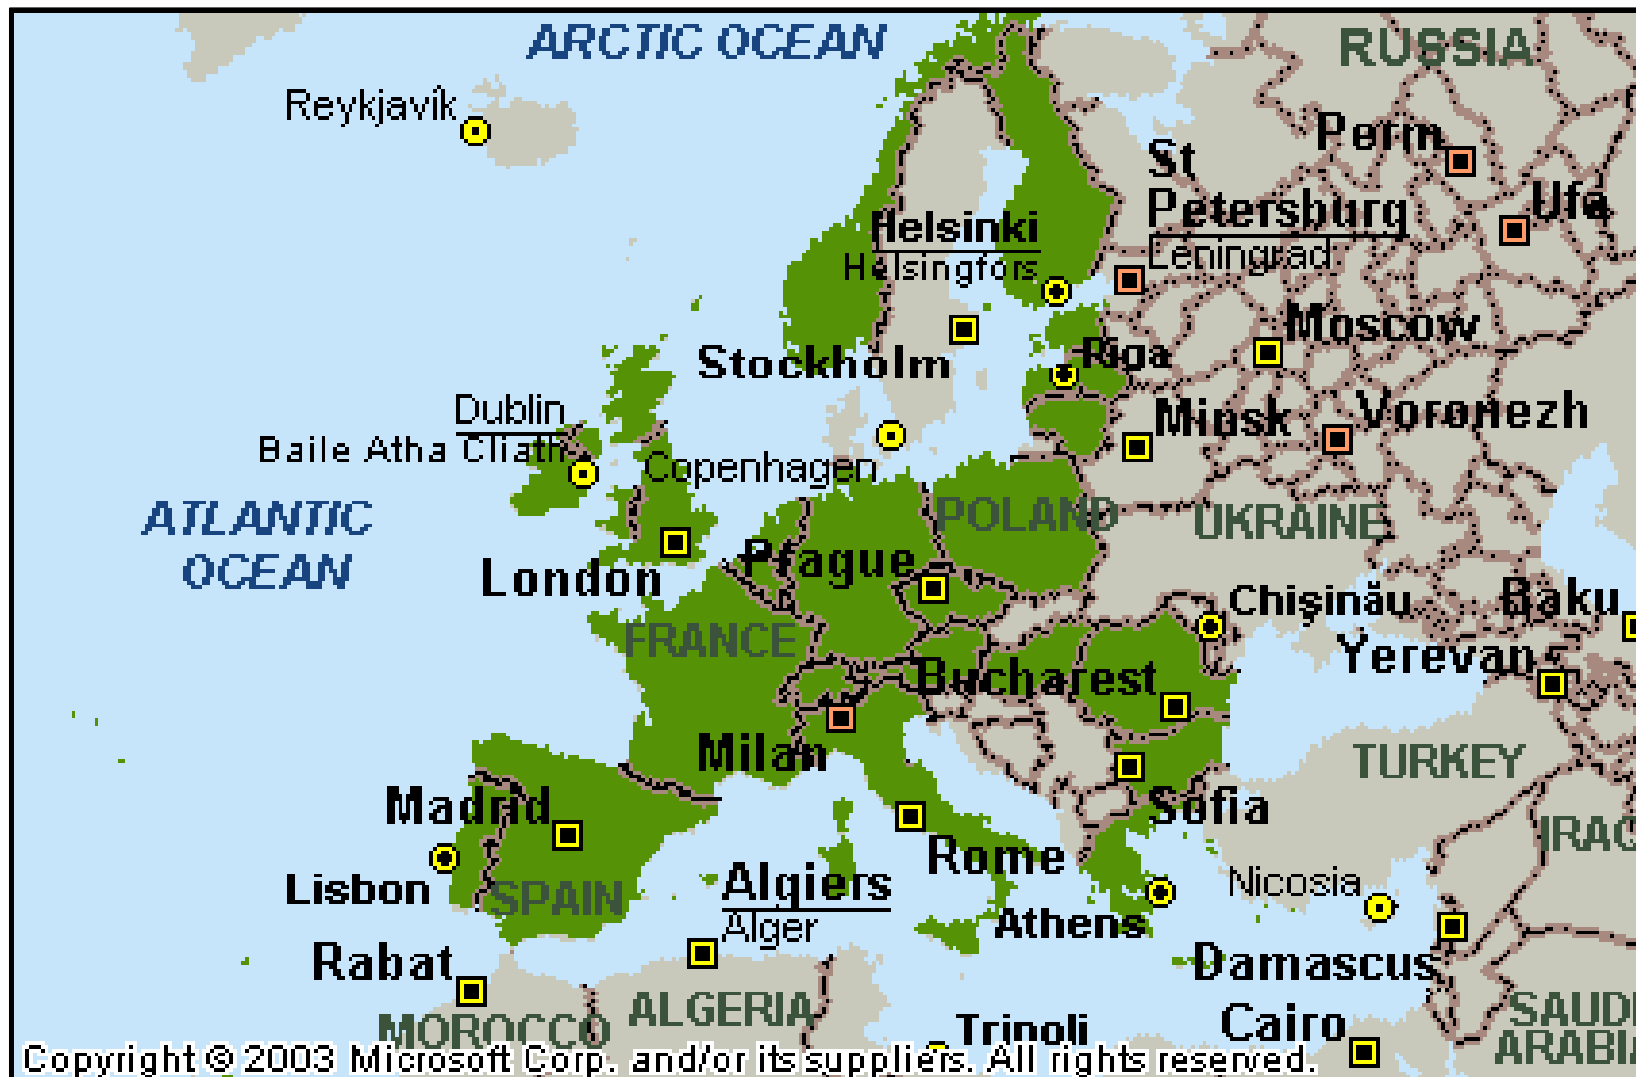 ARCTIC OCEAN
RUSSIA
Reykjavík
Perm
St
Petersburg
Leningrad
Ufa
Helsinki
Helsingfors
Moscow
Stockholm
Riga
Dublin
Baile Atha Cliath
Minsk
Voronezh
Copenhagen
ATLANTIC
OCEAN
POLAND
UKRAINE
London
Prague
Chişinău
Baku
FRANCE
Yerevan
Bucharest
Milan
TURKEY
Madrid
Sofia
IRAQ
Rome
Lisbon
SPAIN
Algiers
Alger
Nicosia
Athens
Rabat
Damascus
MOROCCO
ALGERIA
Tripoli
Cairo
SAUDI
ARABIA
Copyright © 2003 Microsoft Corp. and/or its suppliers. All rights reserved.